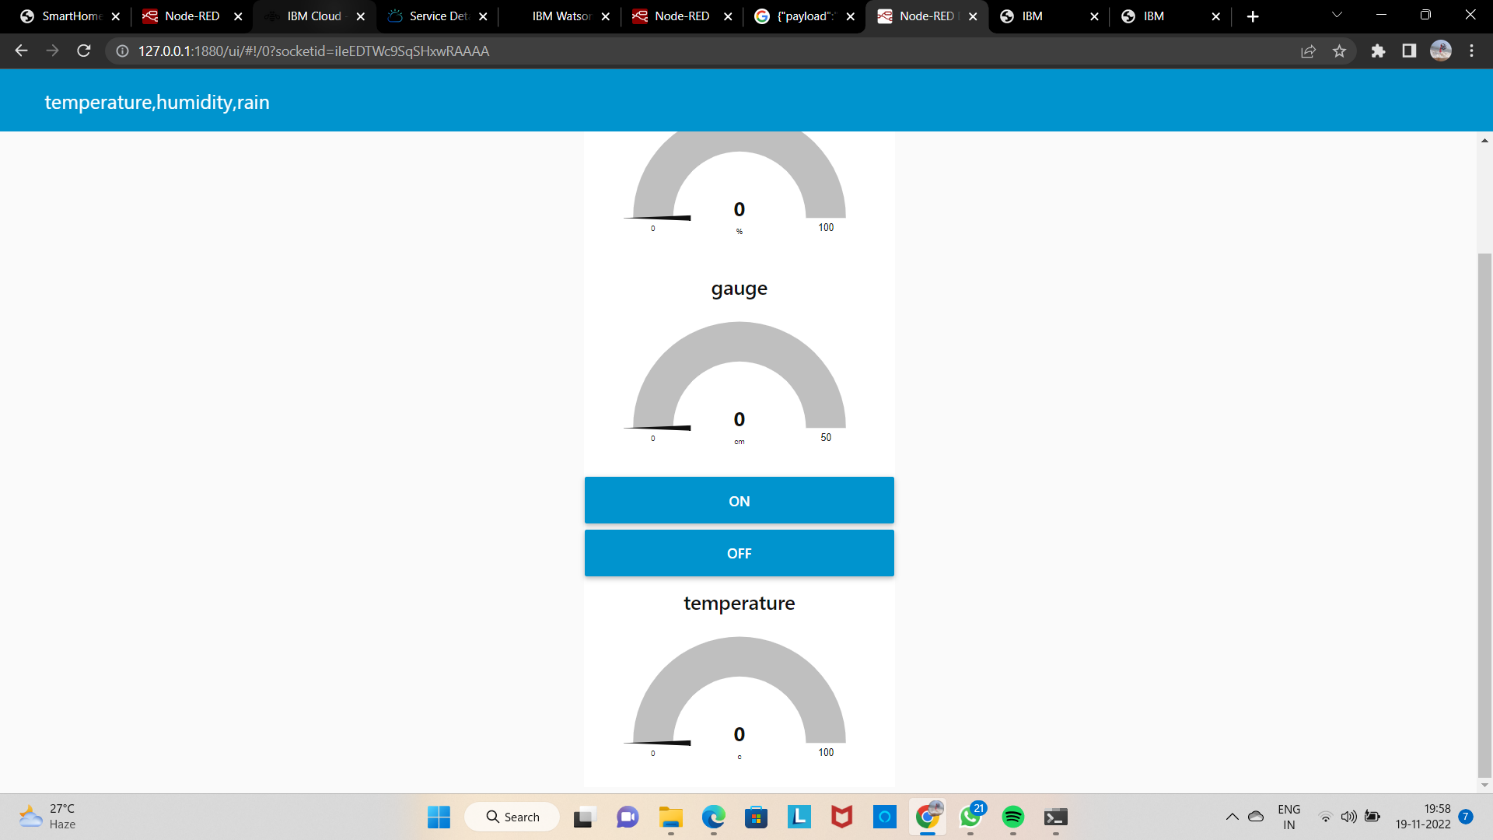 SmartHome
Node-RED
IBM Cloud
Service Det
IBM Watson
Node-RED
{"payload":
Node-RED
IBM
IBM
127.0.0.1:1880/ui/#!/0?socketid=iIeEDTWc9SqSHxwRAAAA
temperature,humidity,rain
0
0
%
100
gauge
0
0
cm
50
ON
OFF
temperature
0
0
c
100
27°C
Haze
Search
21
ENG
IN
19:58
19-11-2022
7